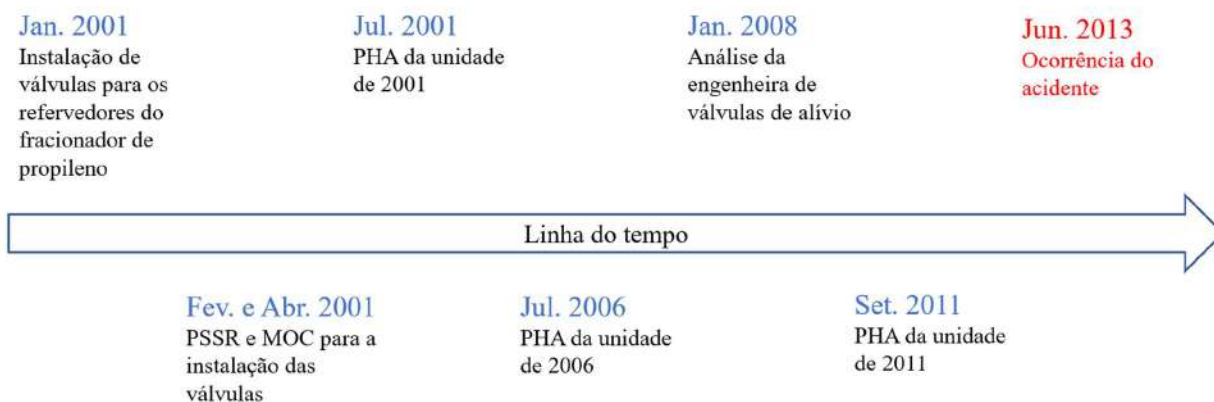 Jan. 2001
Instalação de
válvulas para os
refervedores do
fracionador de
propileno
Jul. 2001
PHA da unidade
de 2001
Jan. 2008
Análise da
engenheira de
válvulas de alívio
Jun. 2013
Ocorrência do
acidente
Linha do tempo
Fev. e Abr. 2001
PSSR e MOC para a
instalação das
válvulas
Jul. 2006
PHA da unidade
de 2006
Set. 2011
PHA da unidade
de 2011